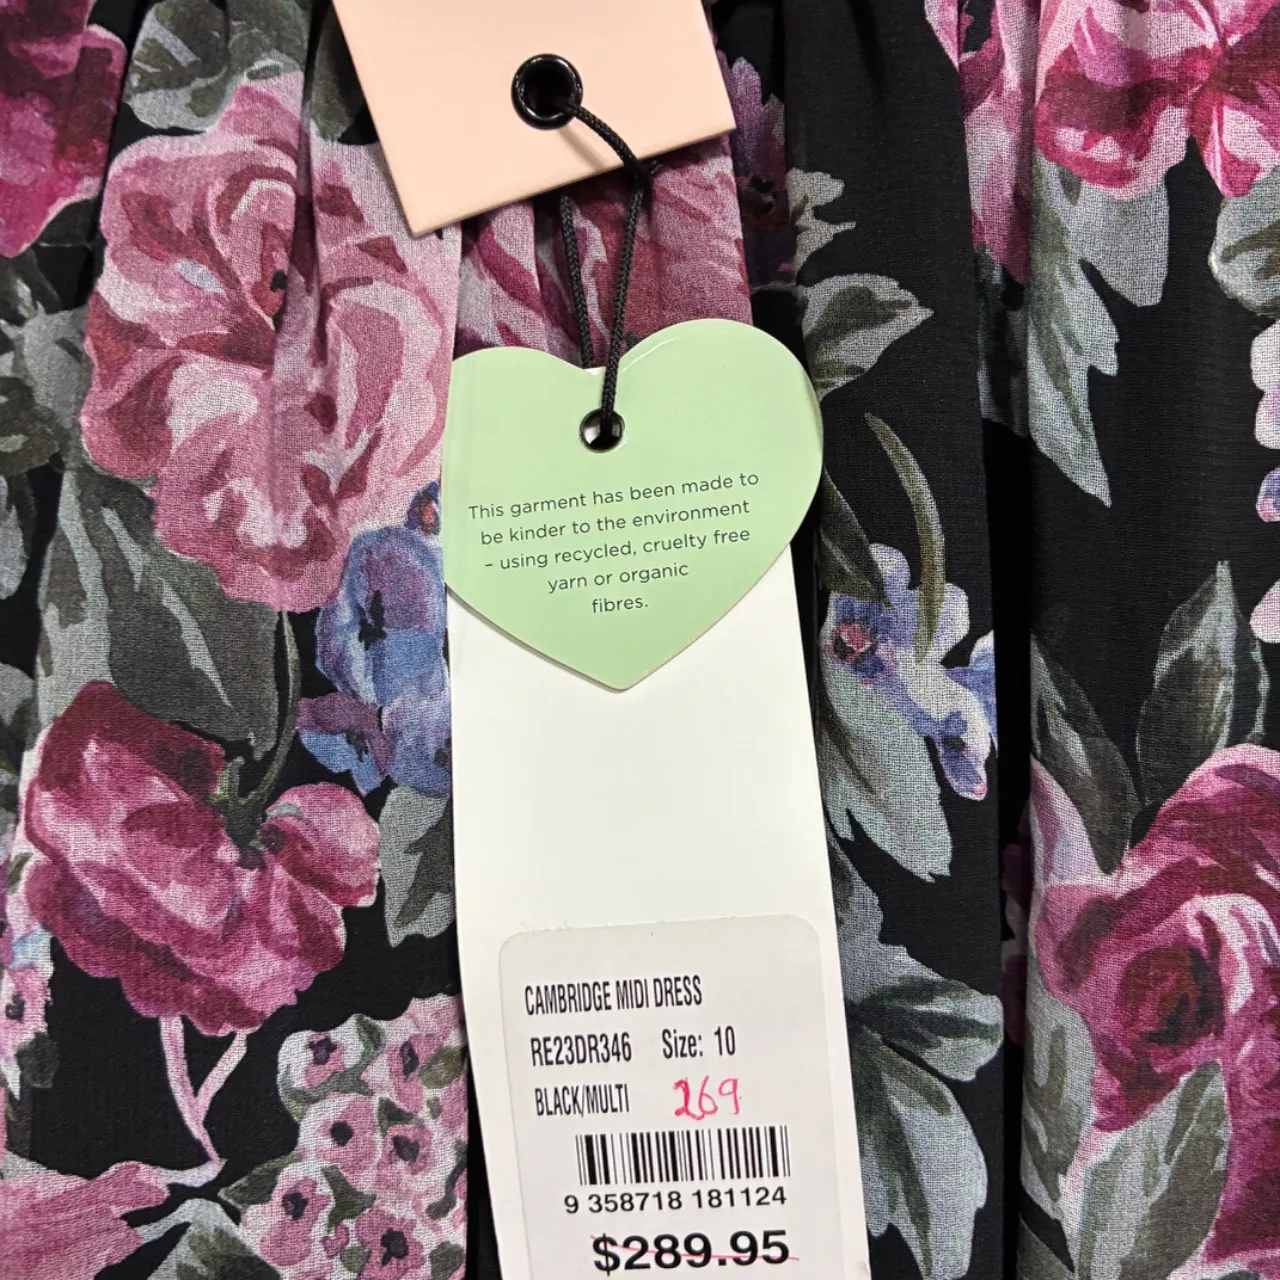 This garment has been made to
be kinder to the environment
– using recycled, cruelty free
yarn or organic
fibres.
CAMBRIDGE MIDI DRESS
RE23DR346 Size: 10
BLACK/MULTI 269
9 358718 181124
$289.95